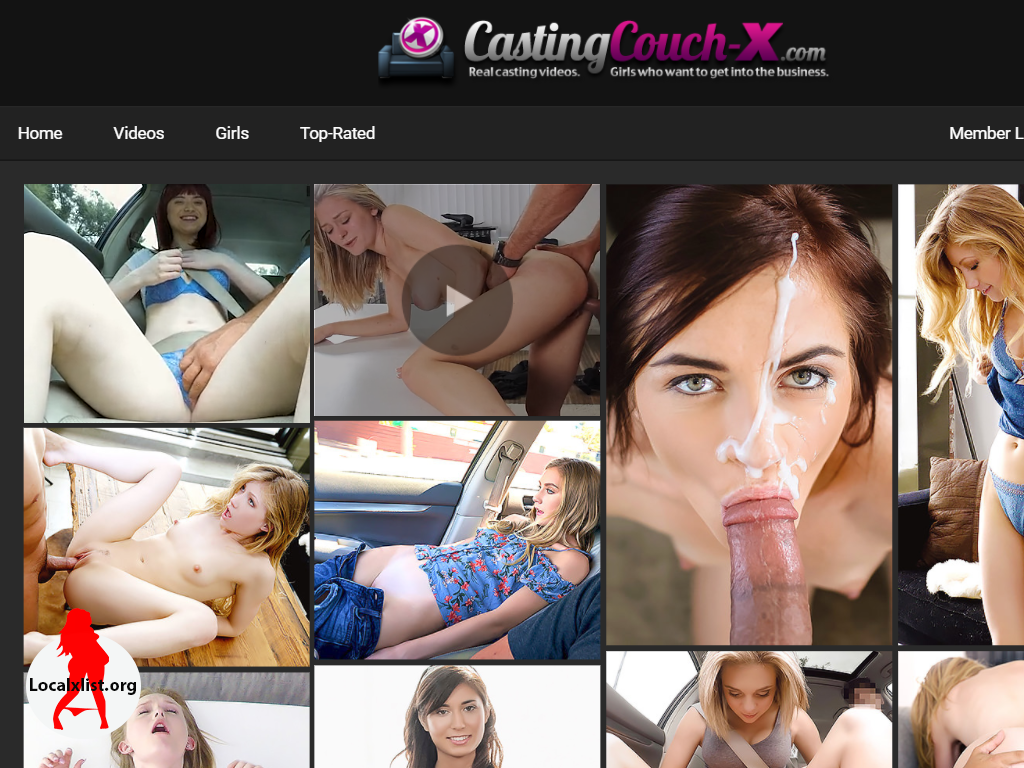 CastingCouch-X.com
Real casting videos. Girls who want to get into the business.
Home Videos Girls Top-Rated Member L
Localxlist.org